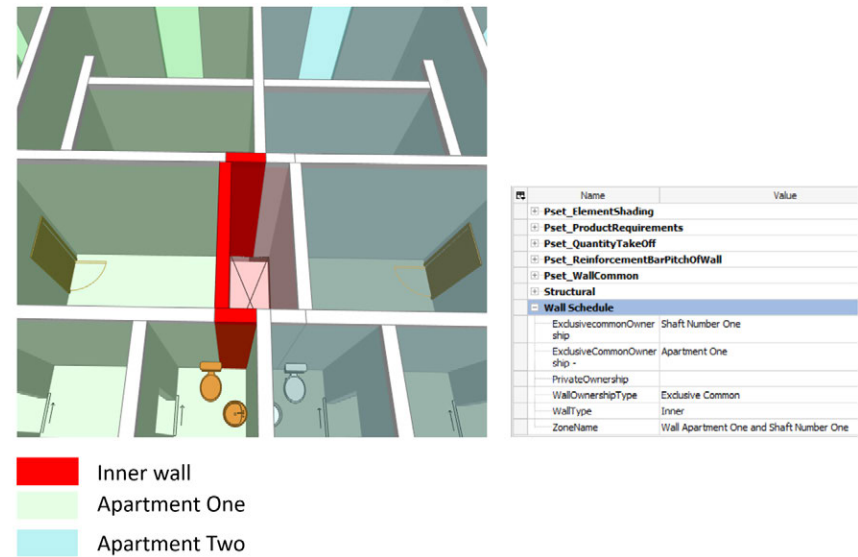 Name Value
Pset_ElementShading
Pset_ProductRequirements
Pset_QuantityTakeOff
Pset_ReinforcementBarPitchOfWall
Pset_WallCommon
Structural
Wall Schedule
ExclusivecommonOwner Shaft Number One
ship
ExclusiveCommonOwner Apartment One
ship -
PrivateOwnership
WallOwnershipType Exclusive Common
WallType Inner
ZoneName Wall Apartment One and Shaft Number One
Inner wall
Apartment One
Apartment Two